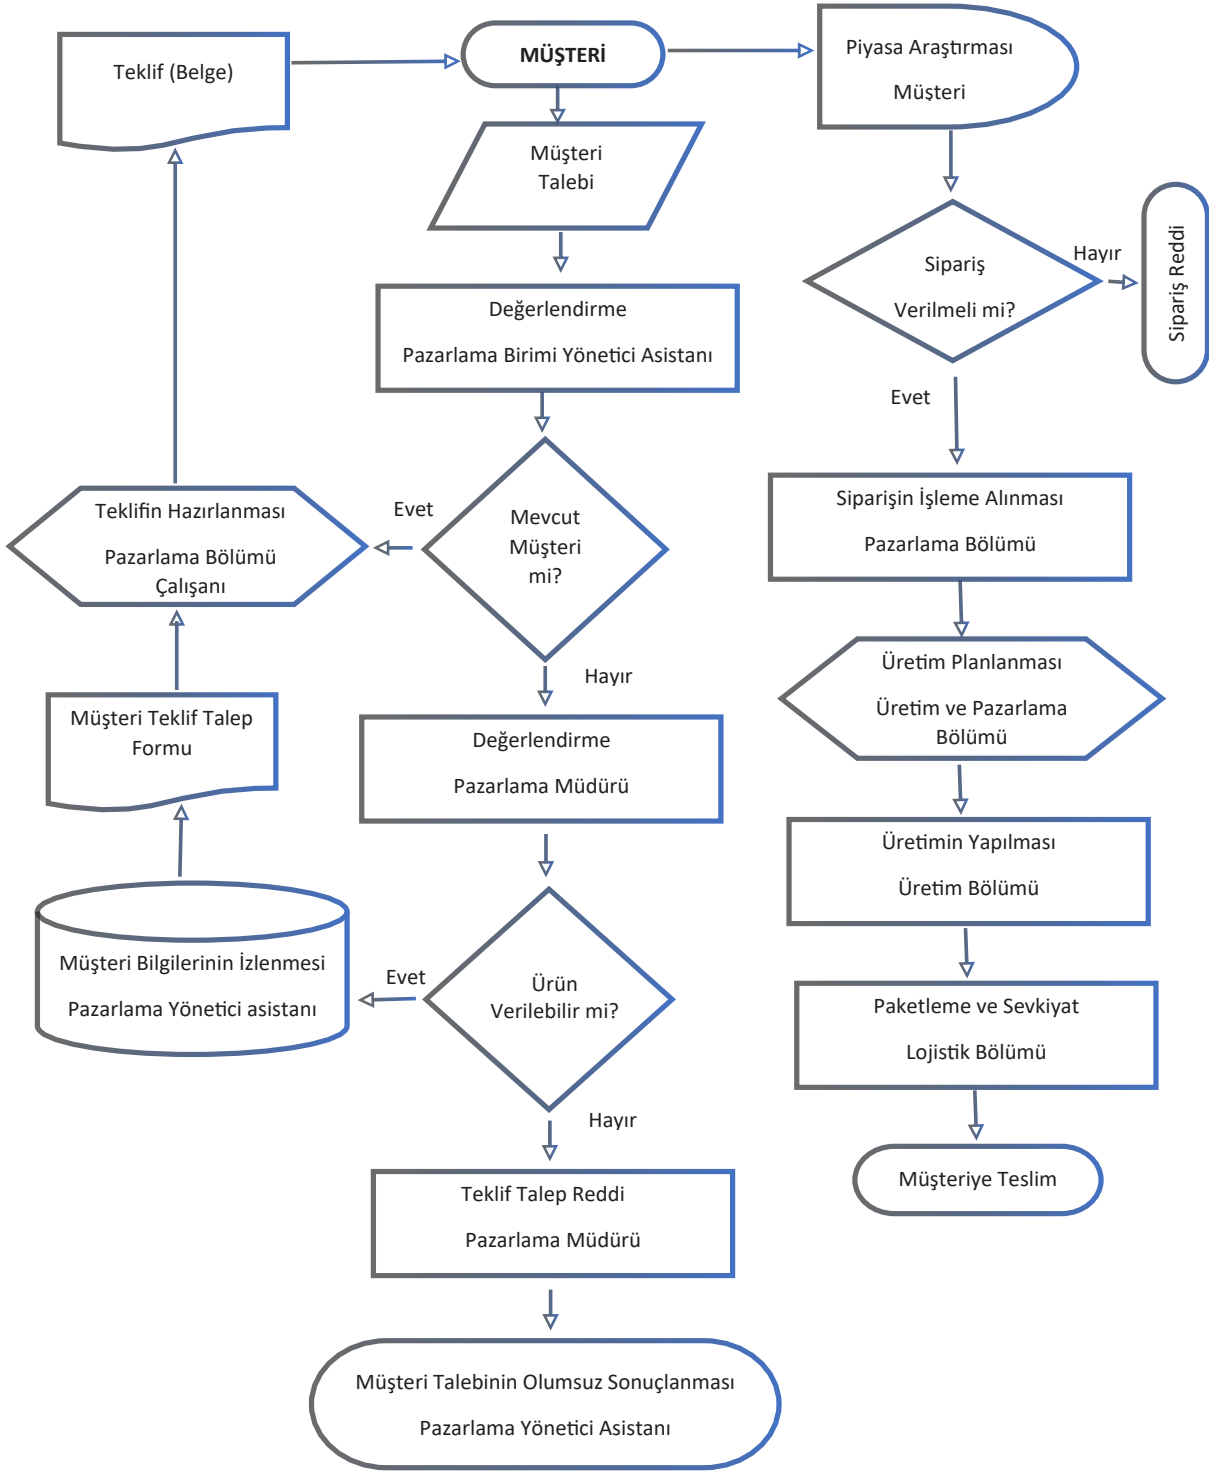 Teklif (Belge)
MÜŞTERİ
Piyasa Araştırması
Müşteri
Müşteri
Talebi
Sipariş
Verilmeli mi?
Hayır
Sipariş Reddi
Değerlendirme
Pazarlama Birimi Yönetici Asistanı
Evet
Mevcut
Müşteri
mi?
Evet
Teklifin Hazırlanması
Pazarlama Bölümü
Çalışanı
Siparişin İşleme Alınması
Pazarlama Bölümü
Hayır
Müşteri Teklif Talep
Formu
Değerlendirme
Pazarlama Müdürü
Üretim Planlanması
Üretim ve Pazarlama
Bölümü
Üretimin Yapılması
Üretim Bölümü
Müşteri Bilgilerinin İzlenmesi
Pazarlama Yönetici asistanı
Evet
Ürün
Verilebilir mi?
Paketleme ve Sevkiyat
Lojistik Bölümü
Hayır
Teklif Talep Reddi
Pazarlama Müdürü
Müşteriye Teslim
Müşteri Talebinin Olumsuz Sonuçlanması
Pazarlama Yönetici Asistanı